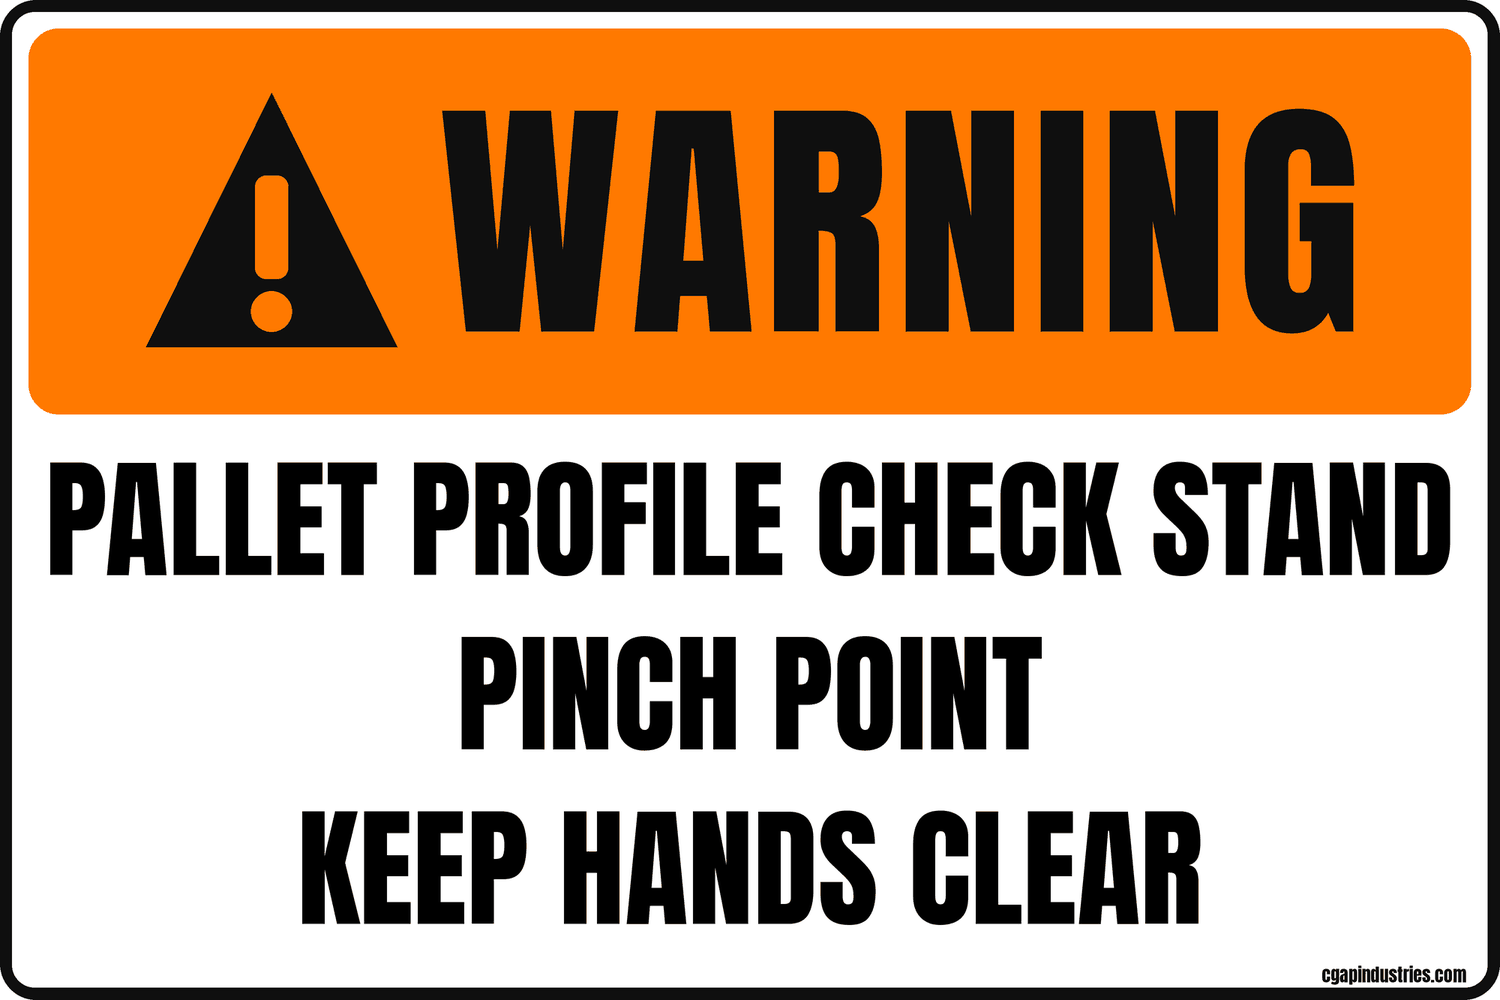 WARNING
PALLET PROFILE CHECK STAND
PINCH POINT
KEEP HANDS CLEAR
cgapindustries.com